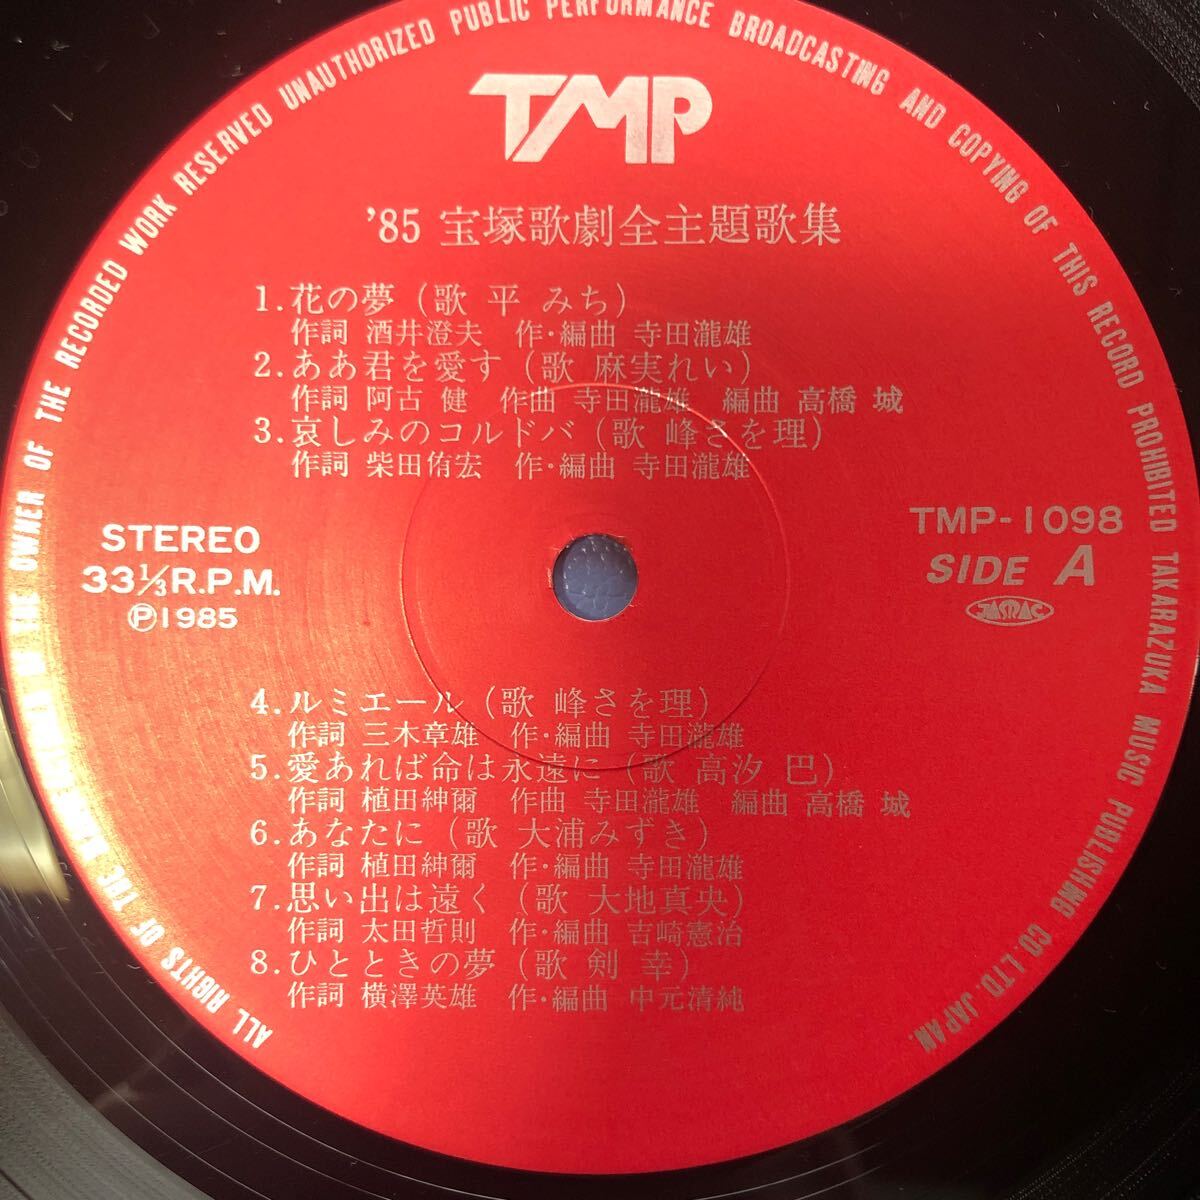 TMP
'85 宝塚歌劇全主題歌集
1.花の夢 (歌 平 みち)
作詞 酒井澄夫 作・編曲 寺田瀧雄
2.ああ君を愛す (歌 麻実れい)
作詞 阿古 健 作曲 寺田瀧雄 編曲 高橋 城
3.哀しみのコルドバ (歌 峰さを理)
作詞 柴田侑宏 作・編曲 寺田瀧雄
STEREO
33⅓R.P.M.
Ⓟ1985
TMP-1098
SIDE A
JASRAC
4.ルミエール (歌 峰さを理)
作詞 三木章雄 作・編曲 寺田瀧雄
5.愛あれば命は永遠に (歌 高汐 巴)
作詞 植田紳爾 作曲 寺田瀧雄 編曲 高橋 城
6.あなたに (歌 大浦みずき)
作詞 植田紳爾 作・編曲 寺田瀧雄
7.思い出は遠く (歌 大地真央)
作詞 太田哲則 作・編曲 吉崎憲治
8.ひとときの夢 (歌 剣 幸)
作詞 横澤英雄 作・編曲 中元清純
ALL RIGHTS OF THE OWNER OF THE RECORDED WORK RESERVED UNAUTHORIZED PUBLIC PERFORMANCE BROADCASTING AND COPYING OF THIS RECORD PROHIBITED TAKARAZUKA MUSIC PUBLISHING CO. LTD. JAPAN.